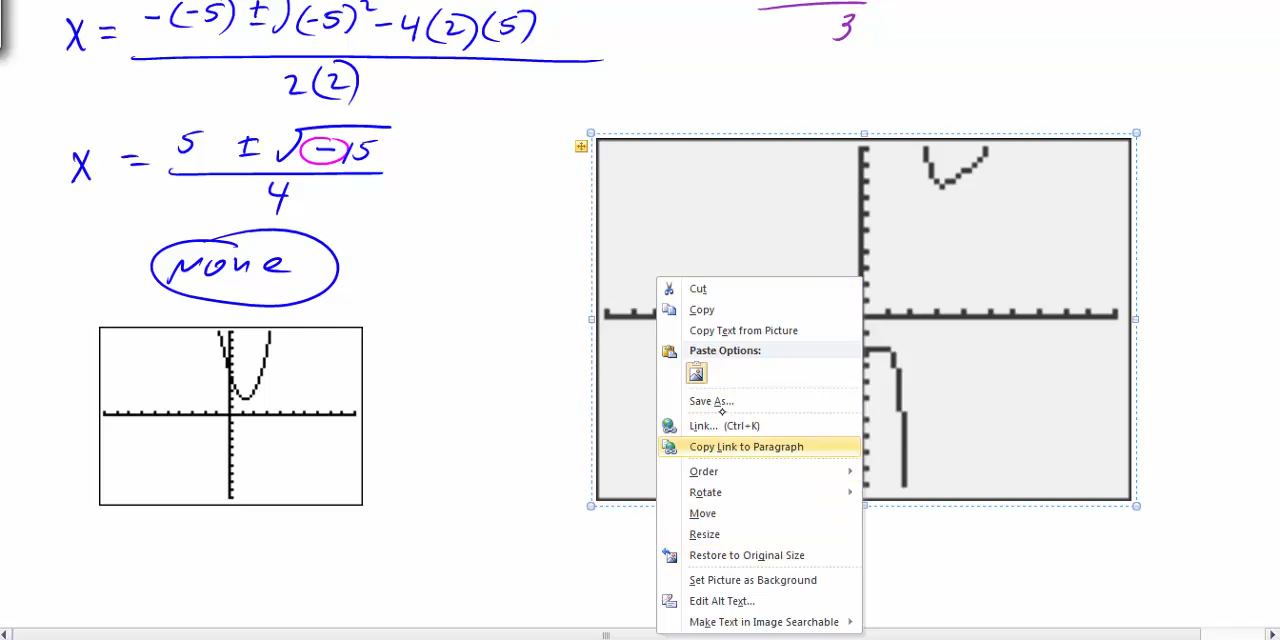 x = -(-5) ± √(-5)² - 4(2)(5)
2(2)
x = 5 ± √-15
4
none
3
Cut
Copy
Copy Text from Picture
Paste Options:
Save As...
Link... (Ctrl+K)
Copy Link to Paragraph
Order
Rotate
Move
Resize
Restore to Original Size
Set Picture as Background
Edit Alt Text...
Make Text in Image Searchable